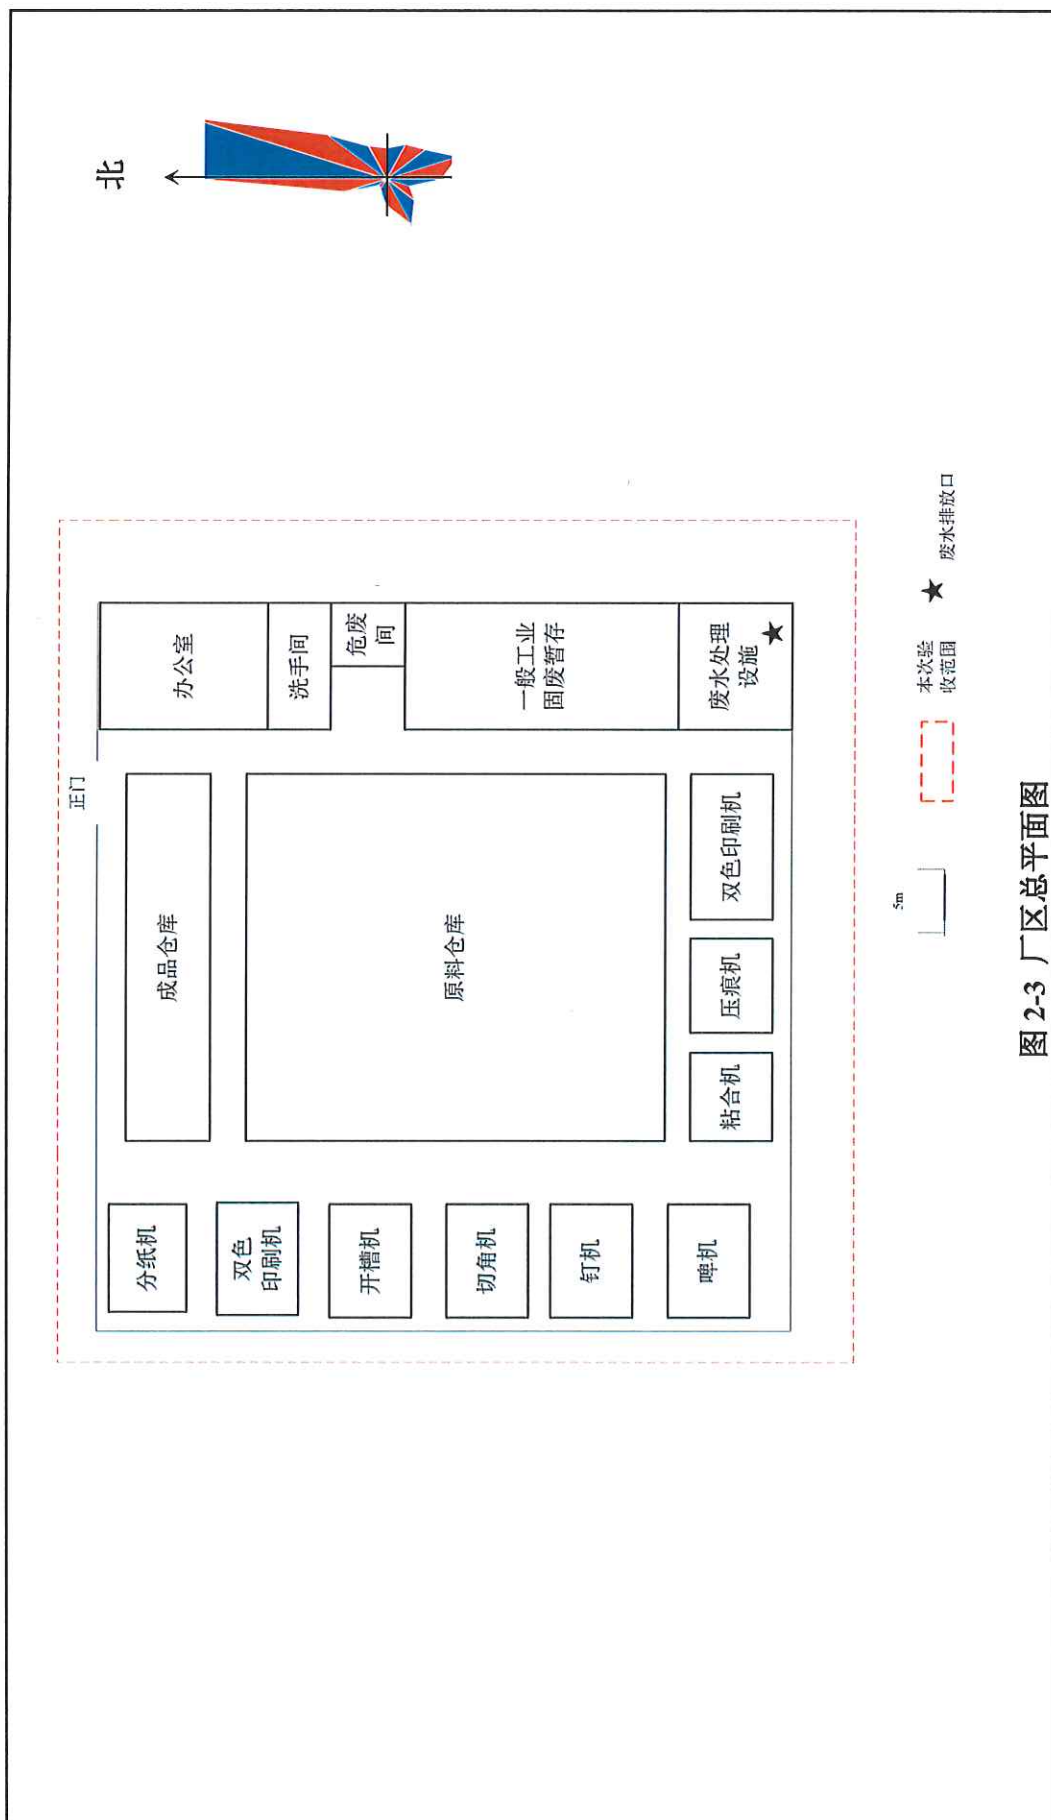 北
正门
办公室
洗手间
危废
间
一般工业
固废暂存
废水处理
设施
成品仓库
原料仓库
双色印刷机
压痕机
粘合机
分纸机
双色
印刷机
开槽机
切角机
钉机
啤机
5m
本次验
收范围
废水排放口
图 2-3 厂区总平面图